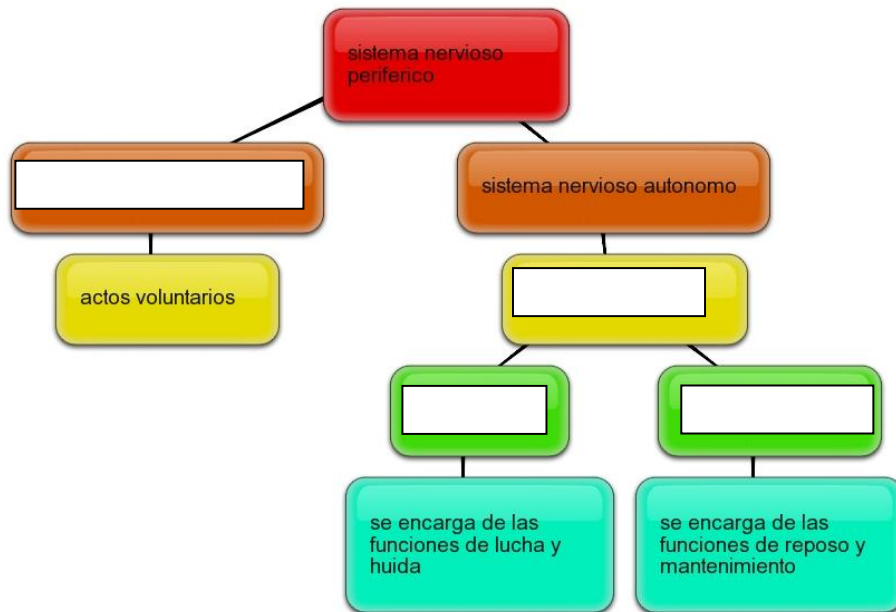 sistema nervioso
periferico
sistema nervioso autonomo
actos voluntarios
se encarga de las
funciones de lucha y
huida
se encarga de las
funciones de reposo y
mantenimiento